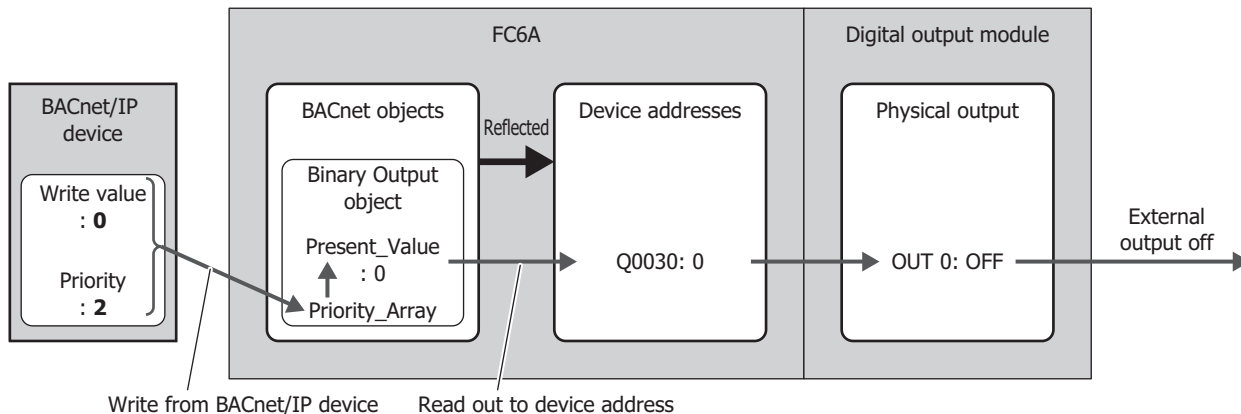 FC6A
Digital output module
BACnet/IP
device
Write value
: 0
Priority
: 2
BACnet objects
Reflected
Binary Output
object
Present_Value
: 0
Priority_Array
Device addresses
Q0030: 0
Physical output
OUT 0: OFF
External
output off
Write from BACnet/IP device
Read out to device address